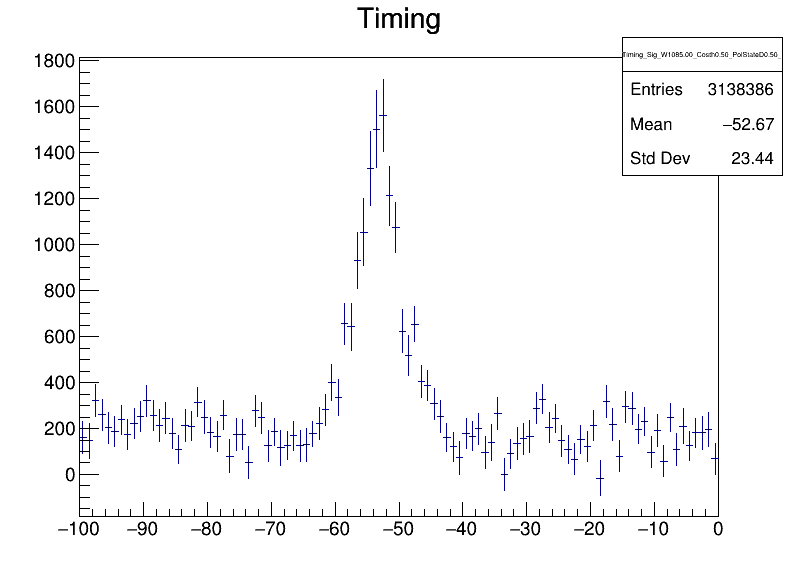 Timing
Timing_Sig_W1085.00_Costh0.50_PolStateD0.50_
Entries 3138386
Mean −52.67
Std Dev 23.44
1800
1600
1400
1200
1000
800
600
400
200
0
−100 −90 −80 −70 −60 −50 −40 −30 −20 −10 0